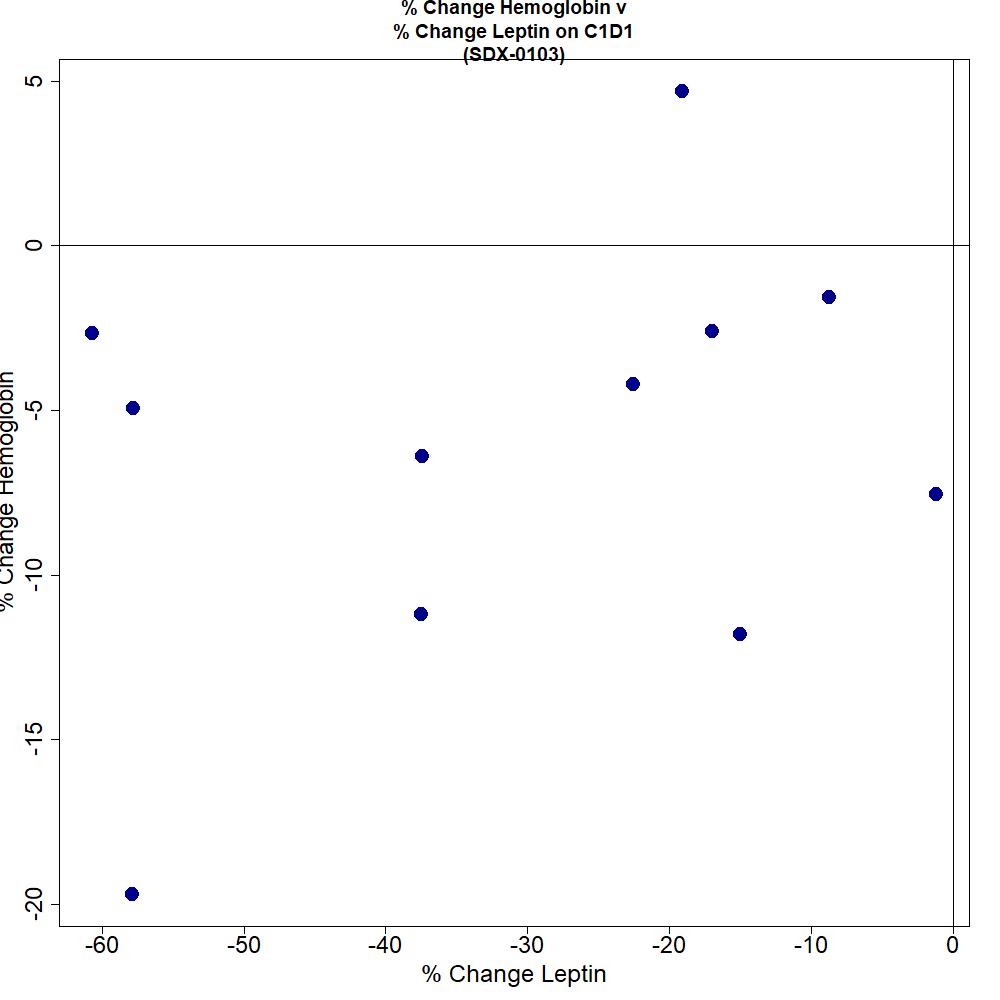 % Change Hemoglobin v
% Change Leptin on C1D1
(SDX-0103)
5
0
-5
-10
-15
-20
% Change Hemoglobin
-60
-50
-40
-30
-20
-10
0
% Change Leptin